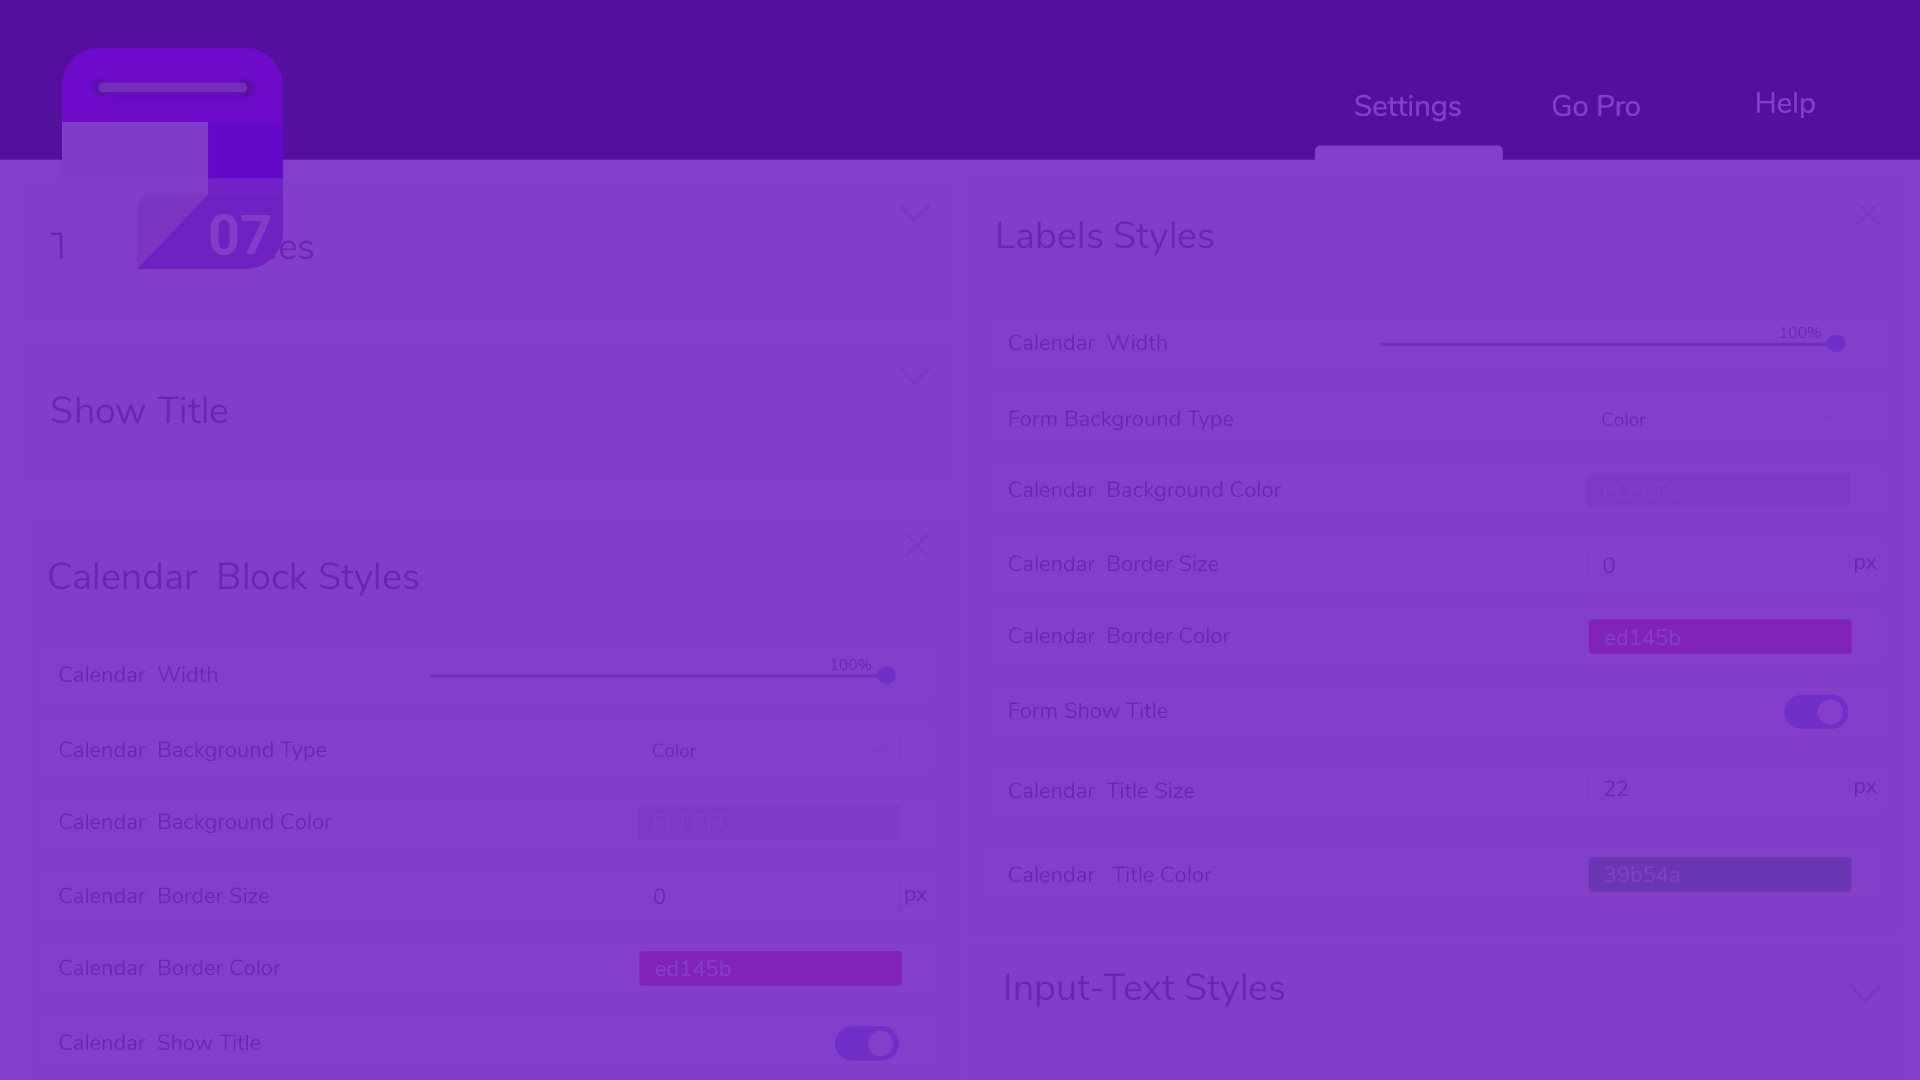 Settings
Go Pro
Help
07
Show Title
Calendar Block Styles
Calendar Width
100%
Calendar Background Type
Color
Calendar Background Color
FCFCFC
Calendar Border Size
0
px
Calendar Border Color
ed145b
Calendar Show Title
Labels Styles
Calendar Width
100%
Form Background Type
Color
Calendar Background Color
FCFCFC
Calendar Border Size
0
px
Calendar Border Color
ed145b
Form Show Title
Calendar Title Size
22
px
Calendar Title Color
39b54a
Input-Text Styles